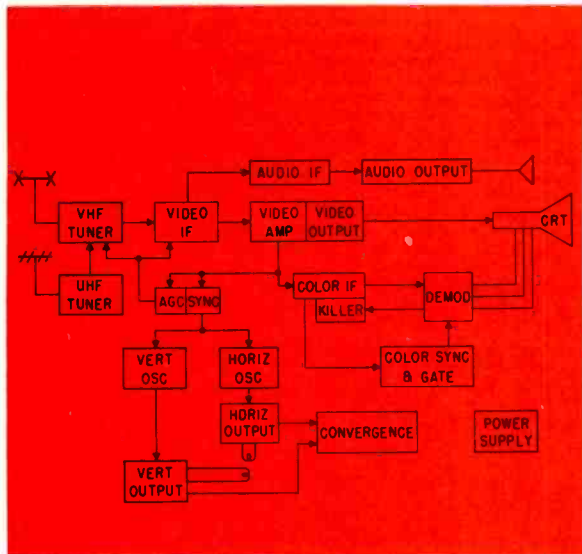 AUDIO IF
AUDIO OUTPUT
VHF
TUNER
VIDEO
IF
VIDEO
AMP
VIDEO
OUTPUT
CRT
UHF
TUNER
AGC
SYNC
COLOR IF
KILLER
DEMOD
VERT
OSC
HORIZ
OSC
COLOR SYNC
& GATE
HORIZ
OUTPUT
CONVERGENCE
POWER
SUPPLY
VERT
OUTPUT